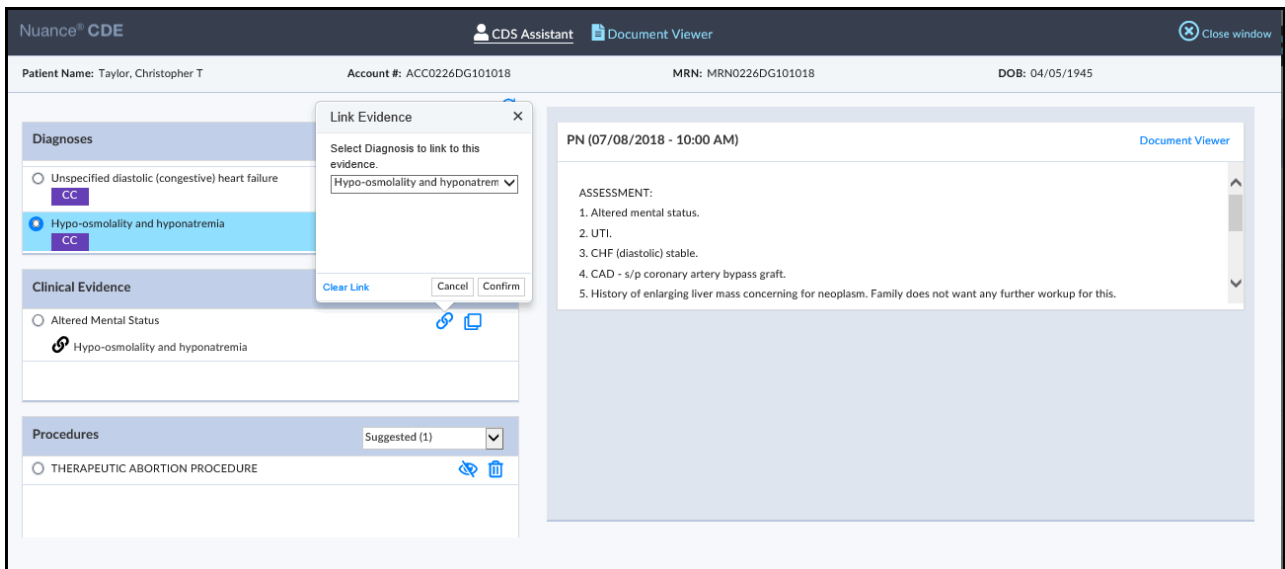 Nuance® CDE
CDS Assistant
Document Viewer
Close window
Patient Name: Taylor, Christopher T
Account #: ACC0226DG101018
MRN: MRN0226DG101018
DOB: 04/05/1945
Diagnoses
Unspecified diastolic (congestive) heart failure
CC
Hypo-osmolality and hyponatremia
CC
Link Evidence
Select Diagnosis to link to this
evidence.
Hypo-osmolality and hyponatrem
Clear Link
Cancel
Confirm
Clinical Evidence
Altered Mental Status
Hypo-osmolality and hyponatremia
Procedures
Suggested (1)
THERAPEUTIC ABORTION PROCEDURE
PN (07/08/2018 - 10:00 AM)
Document Viewer
ASSESSMENT:
1. Altered mental status.
2. UTI.
3. CHF (diastolic) stable.
4. CAD - s/p coronary artery bypass graft.
5. History of enlarging liver mass concerning for neoplasm. Family does not want any further workup for this.